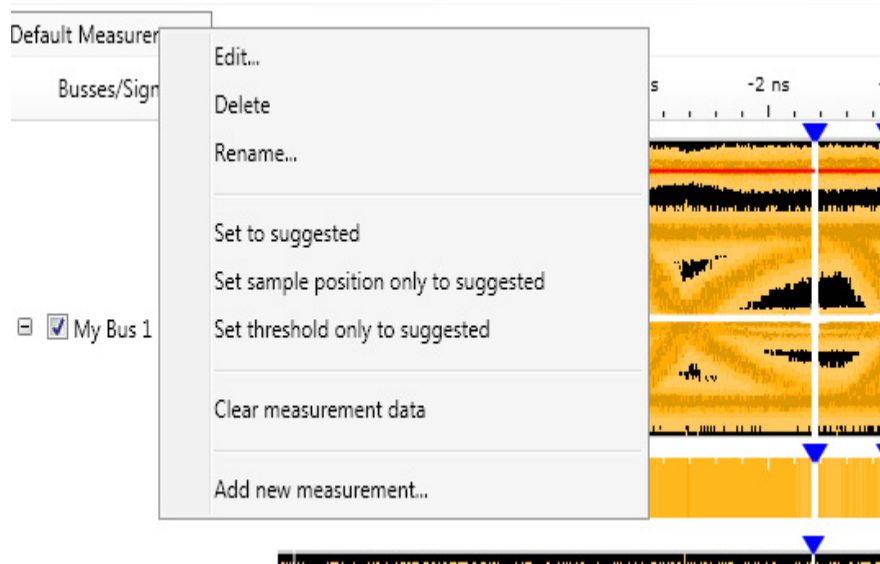 Default Measurer
Busses/Sign
s
-2 ns
Edit...
Delete
Rename...
Set to suggested
Set sample position only to suggested
Set threshold only to suggested
My Bus 1
Clear measurement data
Add new measurement...